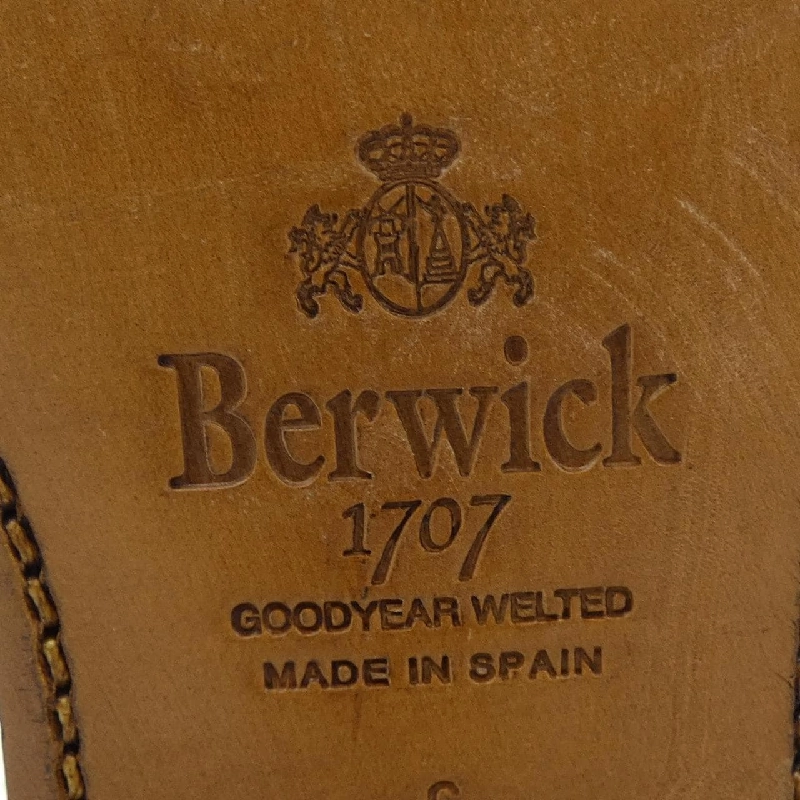 Berwick
1707
GOODYEAR WELTED
MADE IN SPAIN